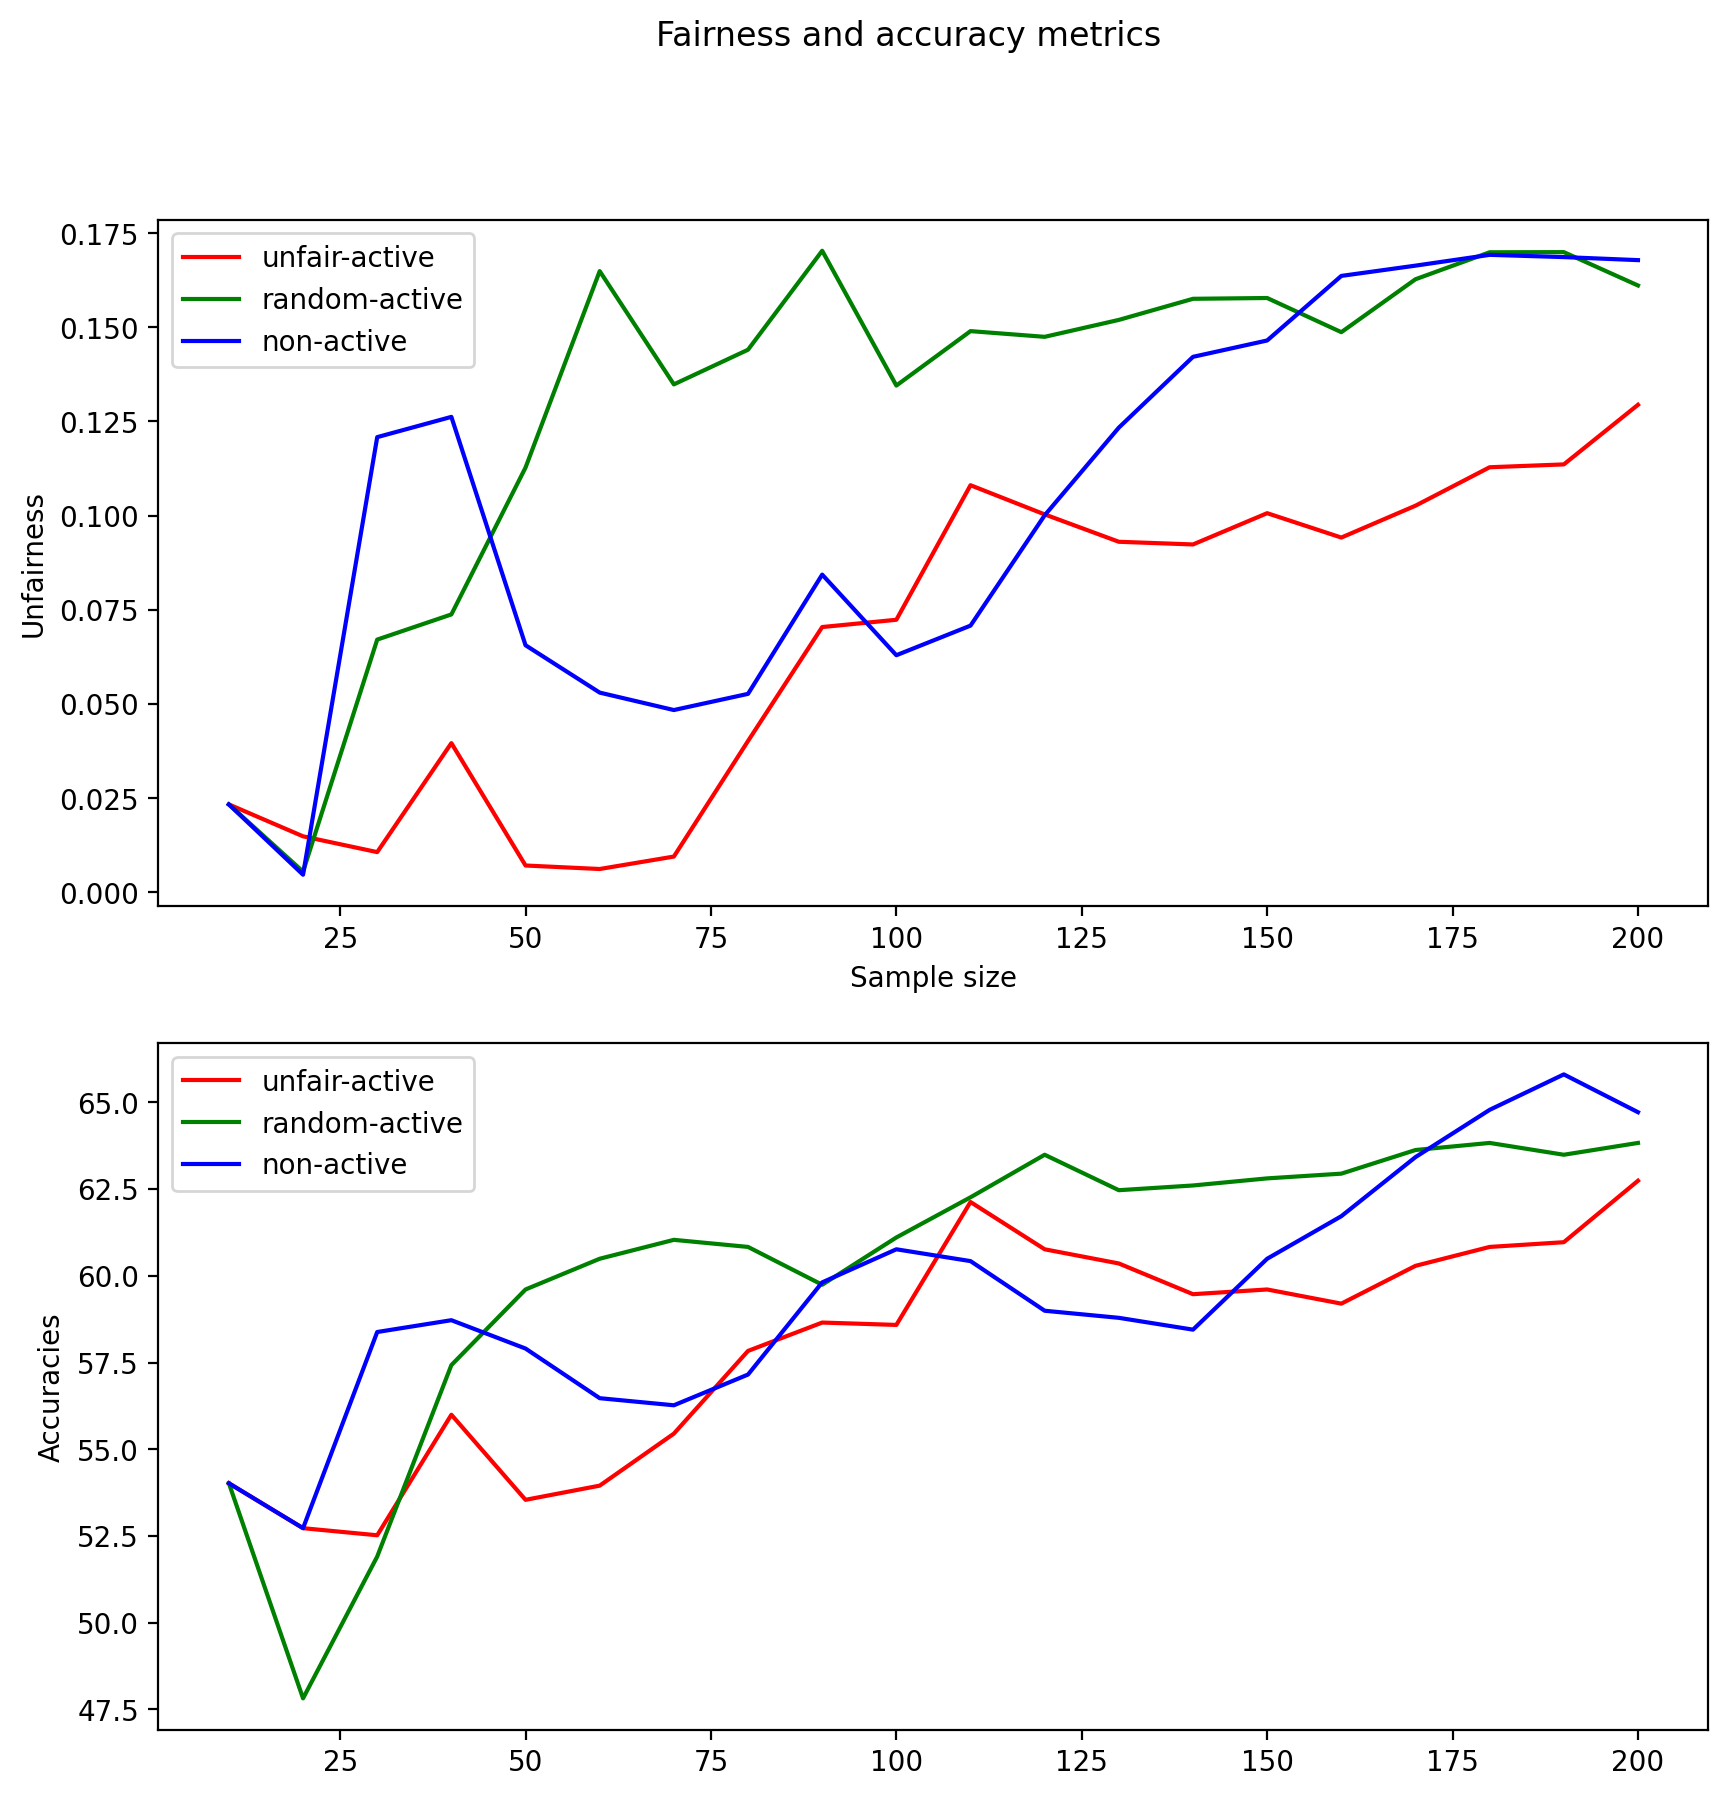 Fairness and accuracy metrics
0.175
0.150
0.125
0.100
0.075
0.050
0.025
0.000
Unfairness
unfair-active
random-active
non-active
25 50 75 100 125 150 175 200
Sample size
65.0
62.5
60.0
57.5
55.0
52.5
50.0
47.5
Accuracies
unfair-active
random-active
non-active
25 50 75 100 125 150 175 200